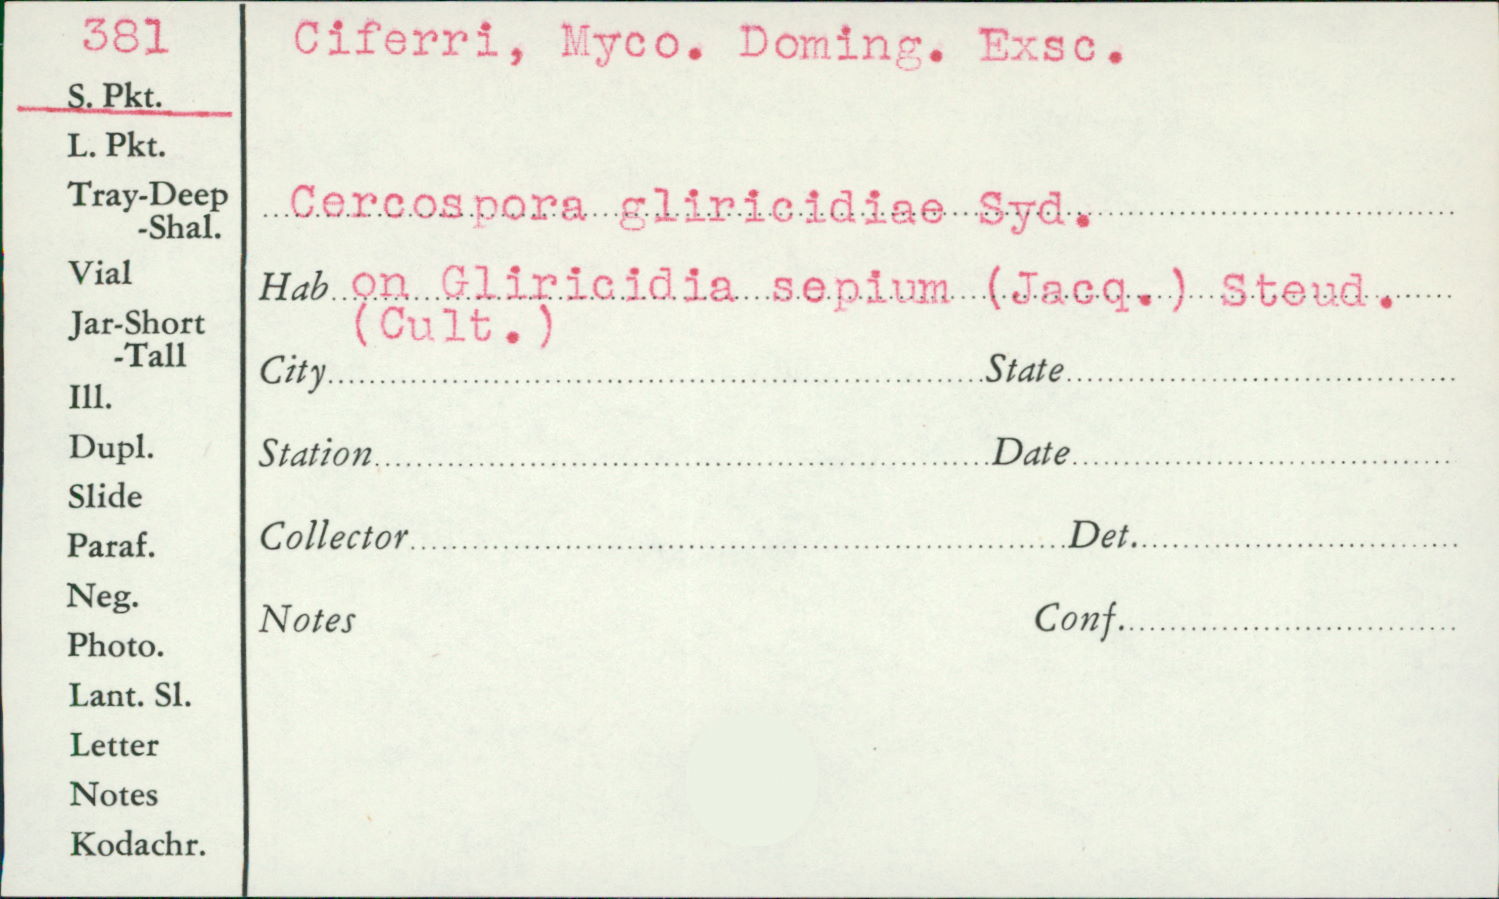 381
S. Pkt.
L. Pkt.
Tray-Deep
-Shal.
Vial
Jar-Short
-Tall
Ill.
Dupl.
Slide
Paraf.
Neg.
Photo.
Lant. Sl.
Letter
Notes
Kodachr.
Ciferri, Myco. Doming. Exsc.
Cercospora gliricidiae Syd.
Hab on Gliricidia sepium (Jacq.) Steud.
(Cult.)
City State
Station Date
Collector Det.
Notes Conf.